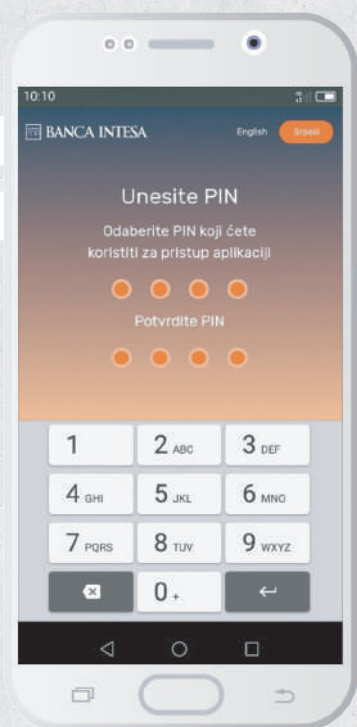 10:10
BANCA INTESA
English Srpski
Unesite PIN
Odaberite PIN koji ćete
koristiti za pristup aplikaciji
Potvrdite PIN
1 2 ABC 3 DEF
4 GHI 5 JKL 6 MNO
7 PQRS 8 TUV 9 WXYZ
0 +